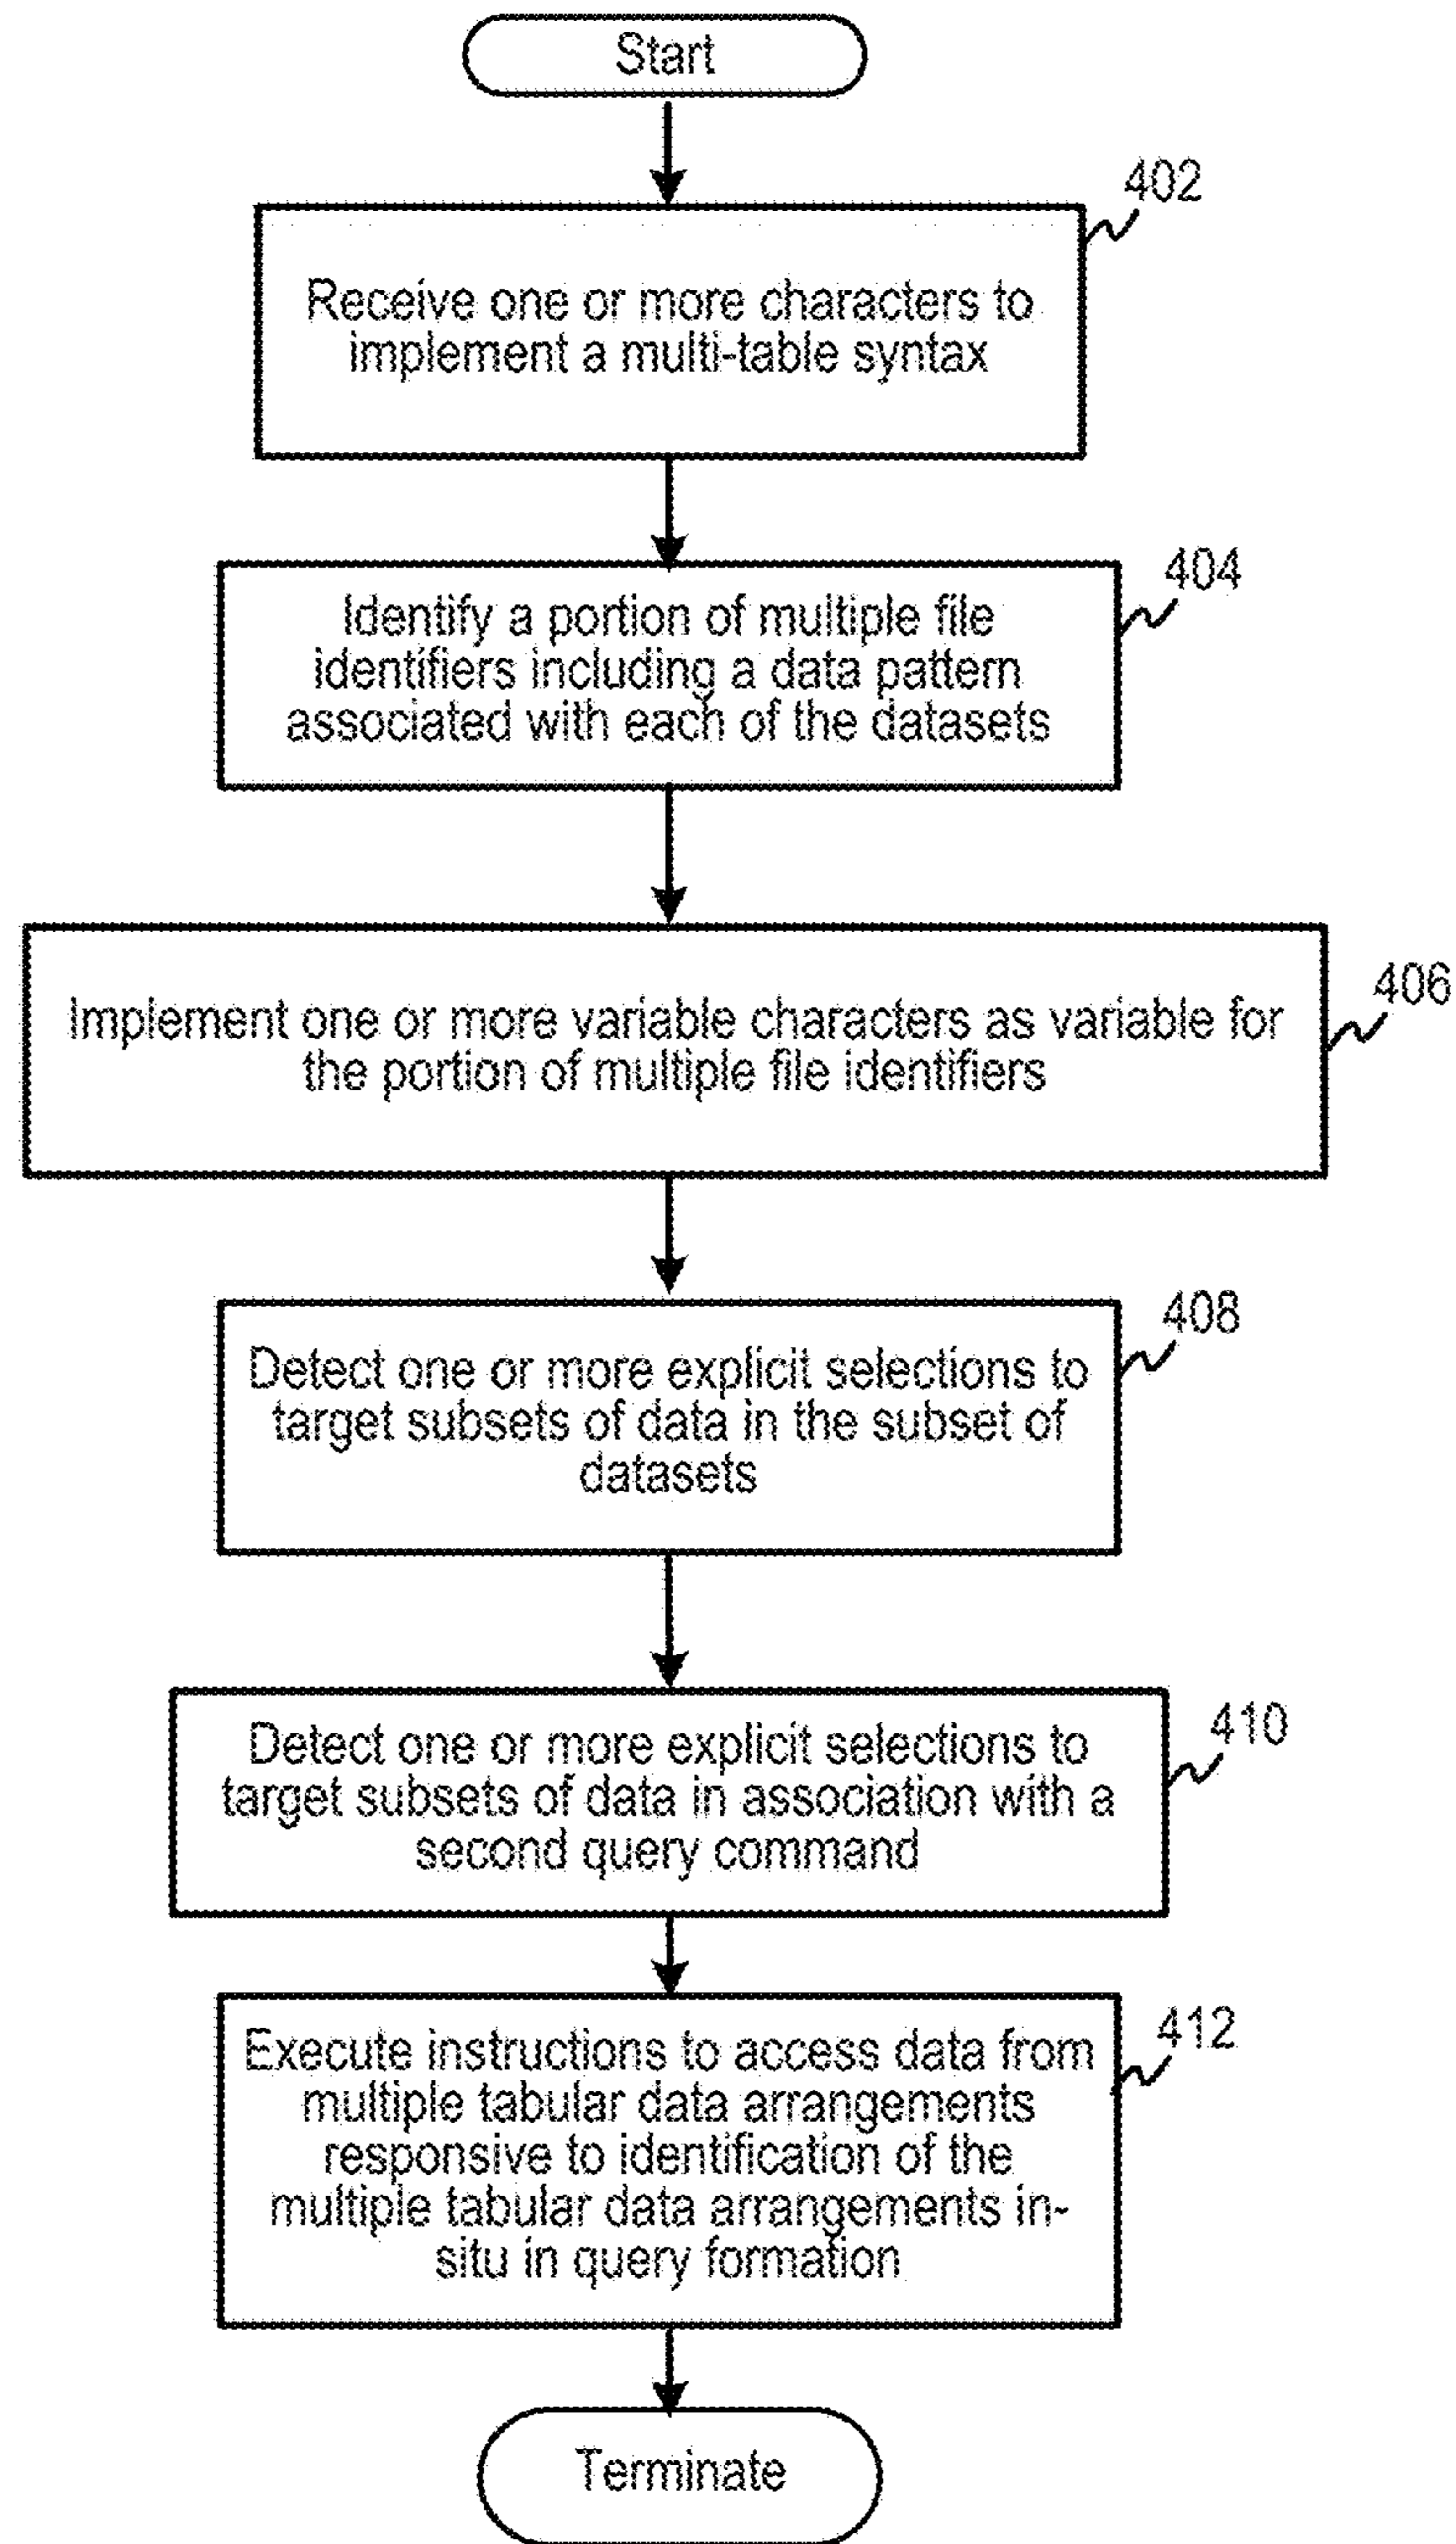 Start
402
Receive one or more characters to
implement a multi-table syntax
404
Identify a portion of multiple file
identifiers including a data pattern
associated with each of the datasets
406
Implement one or more variable characters as variable for
the portion of multiple file identifiers
408
Detect one or more explicit selections to
target subsets of data in the subset of
datasets
410
Detect one or more explicit selections to
target subsets of data in association with a
second query command
412
Execute instructions to access data from
multiple tabular data arrangements
responsive to identification of the
multiple tabular data arrangements in-
situ in query formation
Terminate